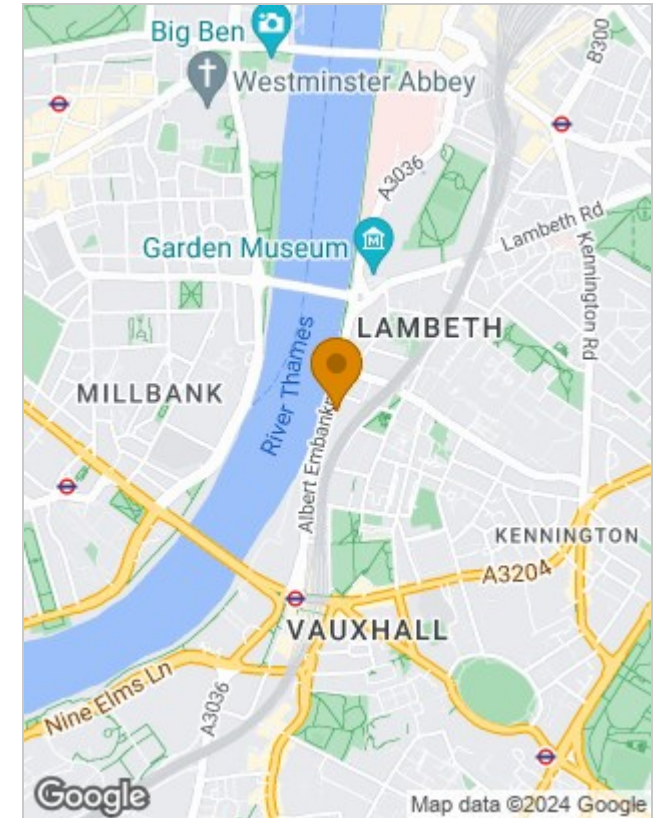 Big Ben
Westminster Abbey
B300
A3036
Lambeth Rd
Garden Museum
Kennington Rd
LAMBETH
River Thames
MILLBANK
Albert Embankm
KENNINGTON
A3204
VAUXHALL
Nine Elms Ln
A3036
Google
Map data ©2024 Google